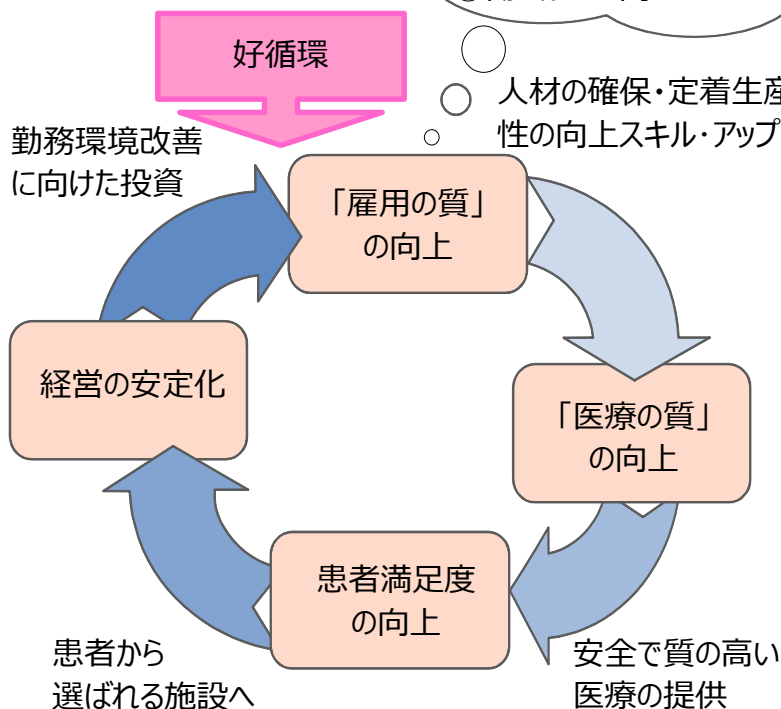 好循環
人材の確保・定着生産
性の向上スキル・アップ
勤務環境改善
に向けた投資
「雇用の質」
の向上
経営の安定化
「医療の質」
の向上
患者満足度
の向上
患者から
選ばれる施設へ
安全で質の高い
医療の提供